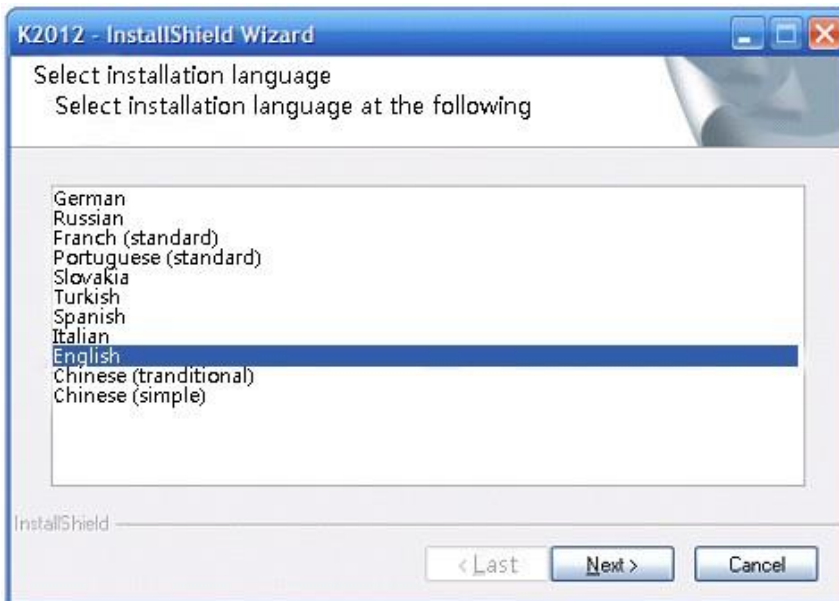 K2012 - InstallShield Wizard
Select installation language
Select installation language at the following
German
Russian
Franch (standard)
Portuguese (standard)
Slovakia
Turkish
Spanish
Italian
English
Chinese (tranditional)
Chinese (simple)
InstallShield
< Last Next > Cancel